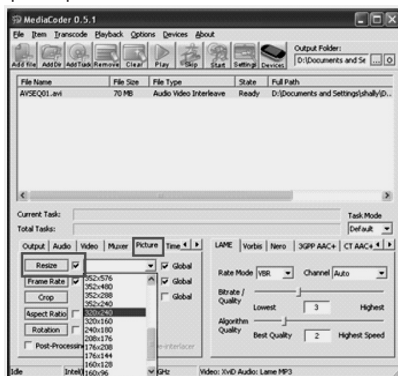 MediaCoder 0.5.1
File Item Transcode Playback Options Devices About
Add file Add Dir Add Task Remove Clear Play Skip Start Settings Devices
Output Folder:
D:\Documents and Se ... O
File Name File Size File Type State Full Path
AVSEQ01.avi 70 MB Audio Video Interleave Ready D:\Documents and Settings\shally\D...
Current Task:
Task Mode
Total Tasks:
Default
Output Audio Video Muxer Picture Time
LAME Vorbis Nero 3GPP AAC+ CT AAC+
Resize Global
Frame Rate Global
Crop Global
Aspect Ratio
Rotation
Post-Processing
352x576
352x480
352x288
352x240
320x240
320x160
240x180
208x176
176x208
176x144
160x128
160x96
Rate Mode VBR Channel Auto
Bitrate / Quality
Lowest 3 Highest
Algorithm Quality
Best Quality 2 Highest Speed
Idle GHz Video: XviD Audio: Lame MP3